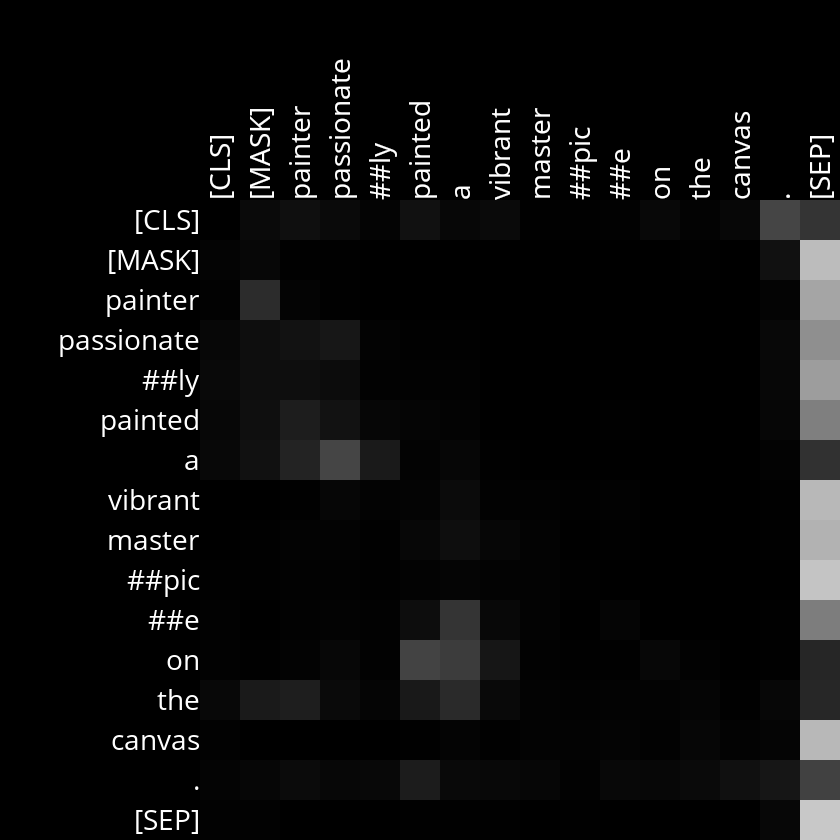 [CLS] [MASK] painter passionate ##ly painted a vibrant master ##pic ##e on the canvas . [SEP]
[CLS]
[MASK]
painter
passionate
##ly
painted
a
vibrant
master
##pic
##e
on
the
canvas
.
[SEP]